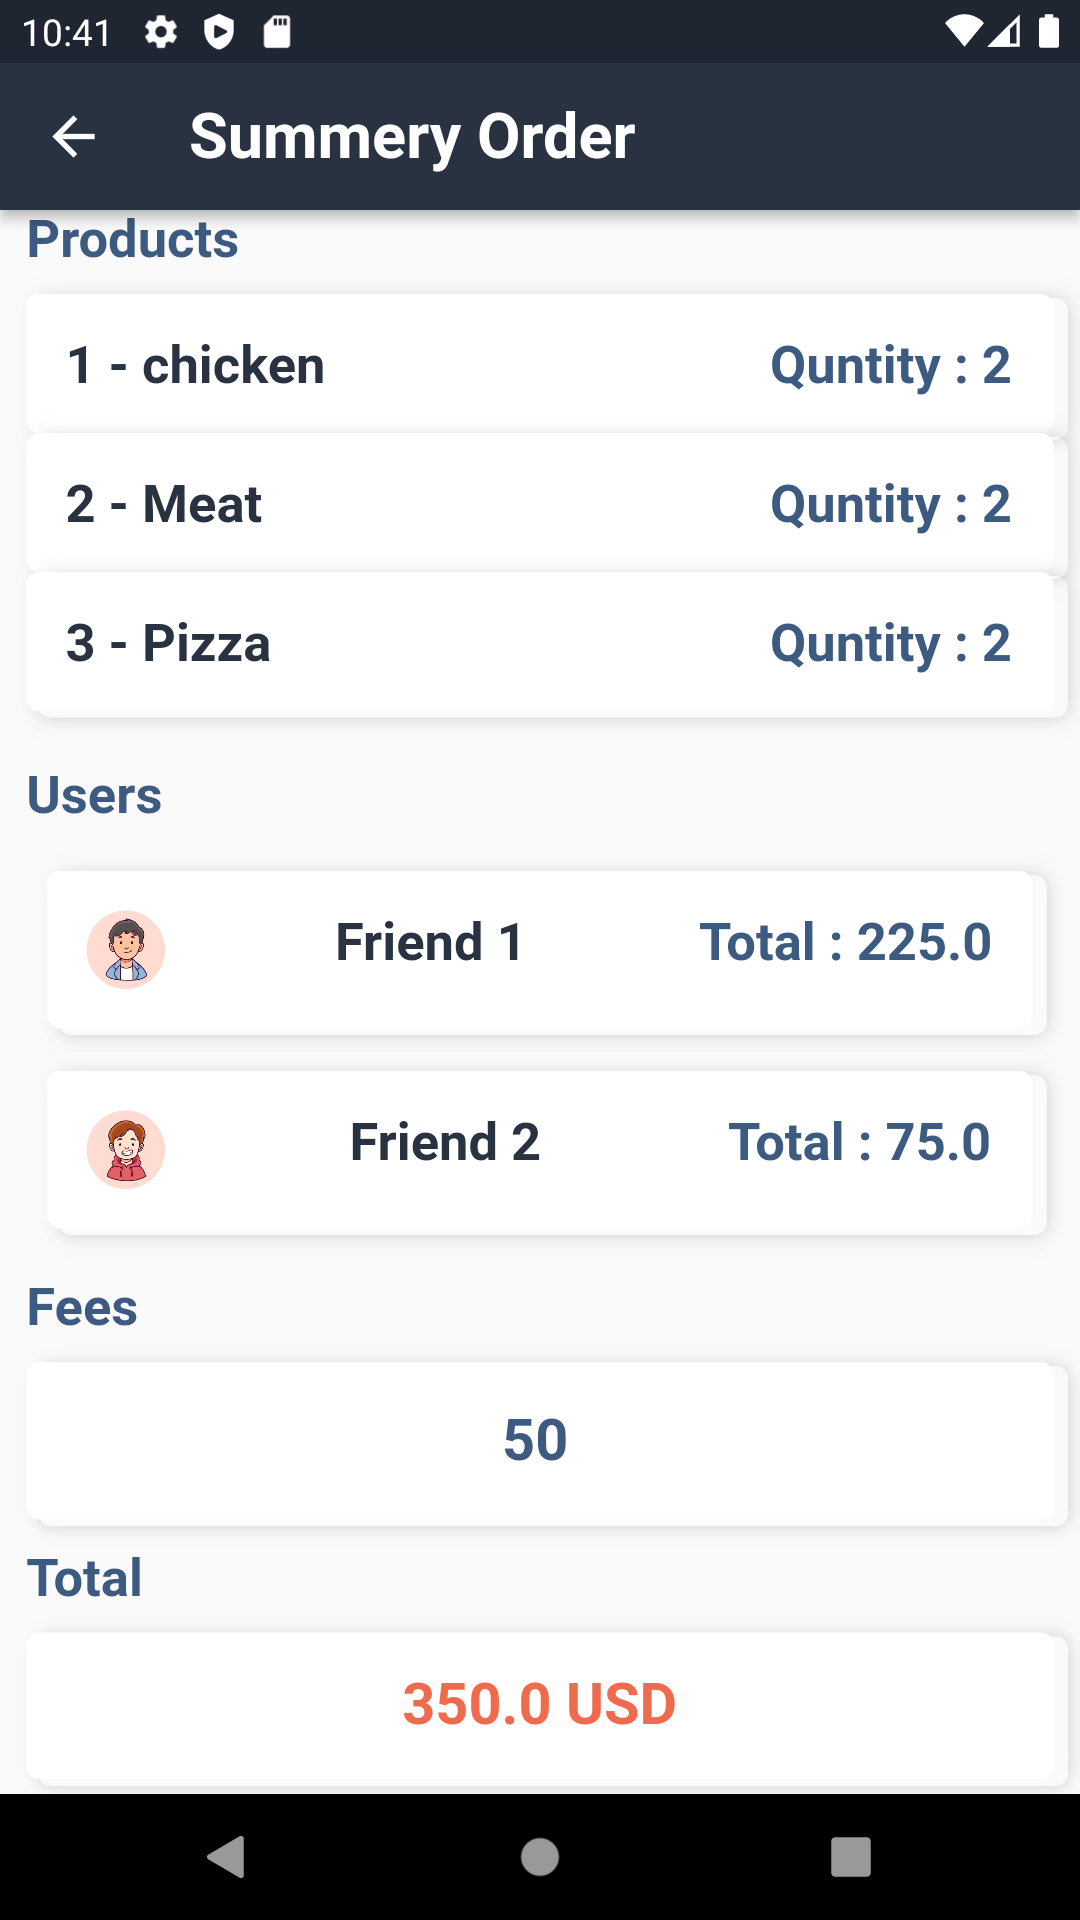 10:41
Summery Order
Products
1 - chicken Quntity : 2
2 - Meat Quntity : 2
3 - Pizza Quntity : 2
Users
Friend 1 Total : 225.0
Friend 2 Total : 75.0
Fees
50
Total
350.0 USD